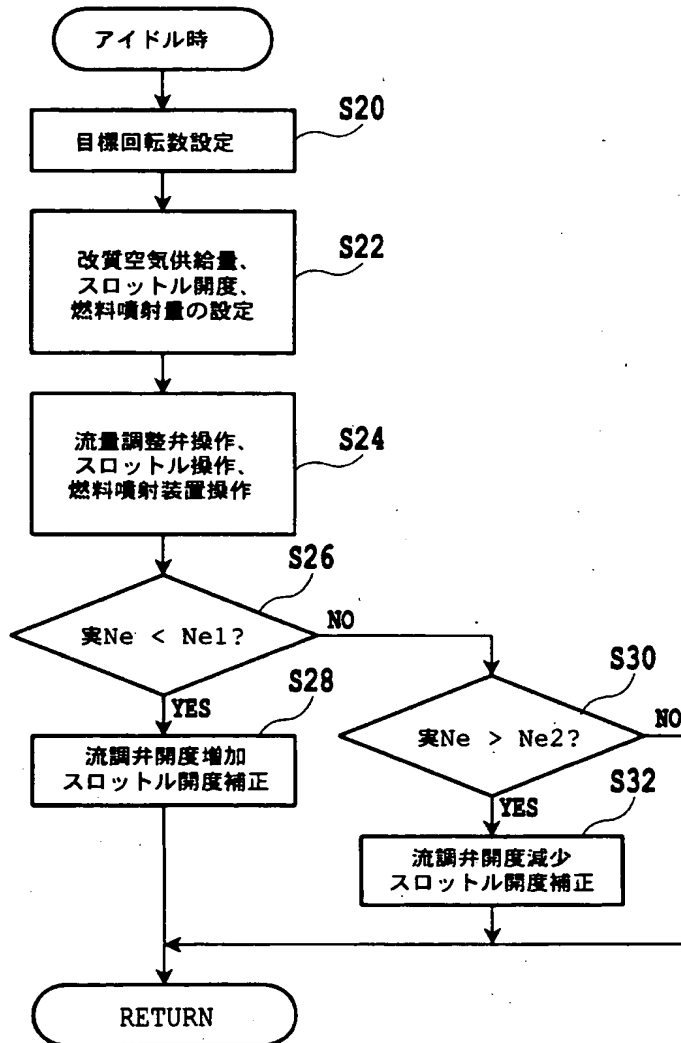 アイドル時
S20
目標回転数設定
S22
改質空気供給量、
スロットル開度、
燃料噴射量の設定
S24
流量調整弁操作、
スロットル操作、
燃料噴射装置操作
S26
実Ne < Ne1?
NO
YES
S28
流調弁開度増加
スロットル開度補正
S30
実Ne > Ne2?
NO
YES
S32
流調弁開度減少
スロットル開度補正
RETURN